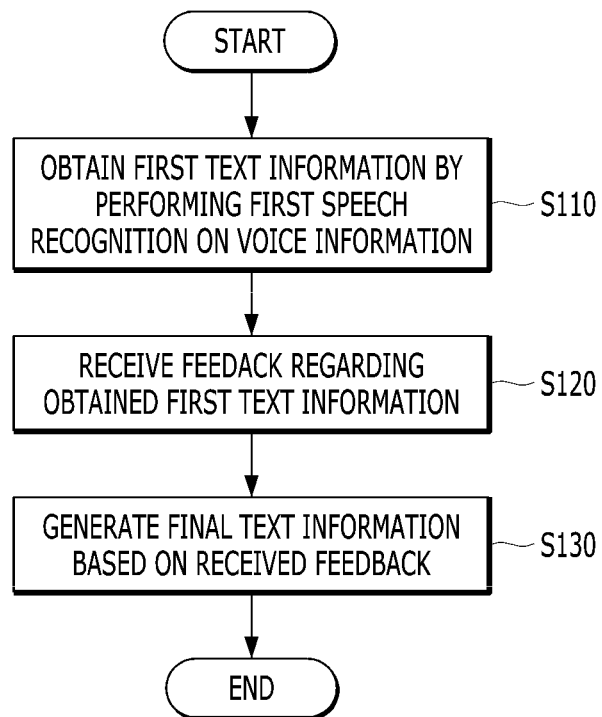 START
OBTAIN FIRST TEXT INFORMATION BY
PERFORMING FIRST SPEECH
RECOGNITION ON VOICE INFORMATION
S110
RECEIVE FEEDACK REGARDING
OBTAINED FIRST TEXT INFORMATION
S120
GENERATE FINAL TEXT INFORMATION
BASED ON RECEIVED FEEDBACK
S130
END